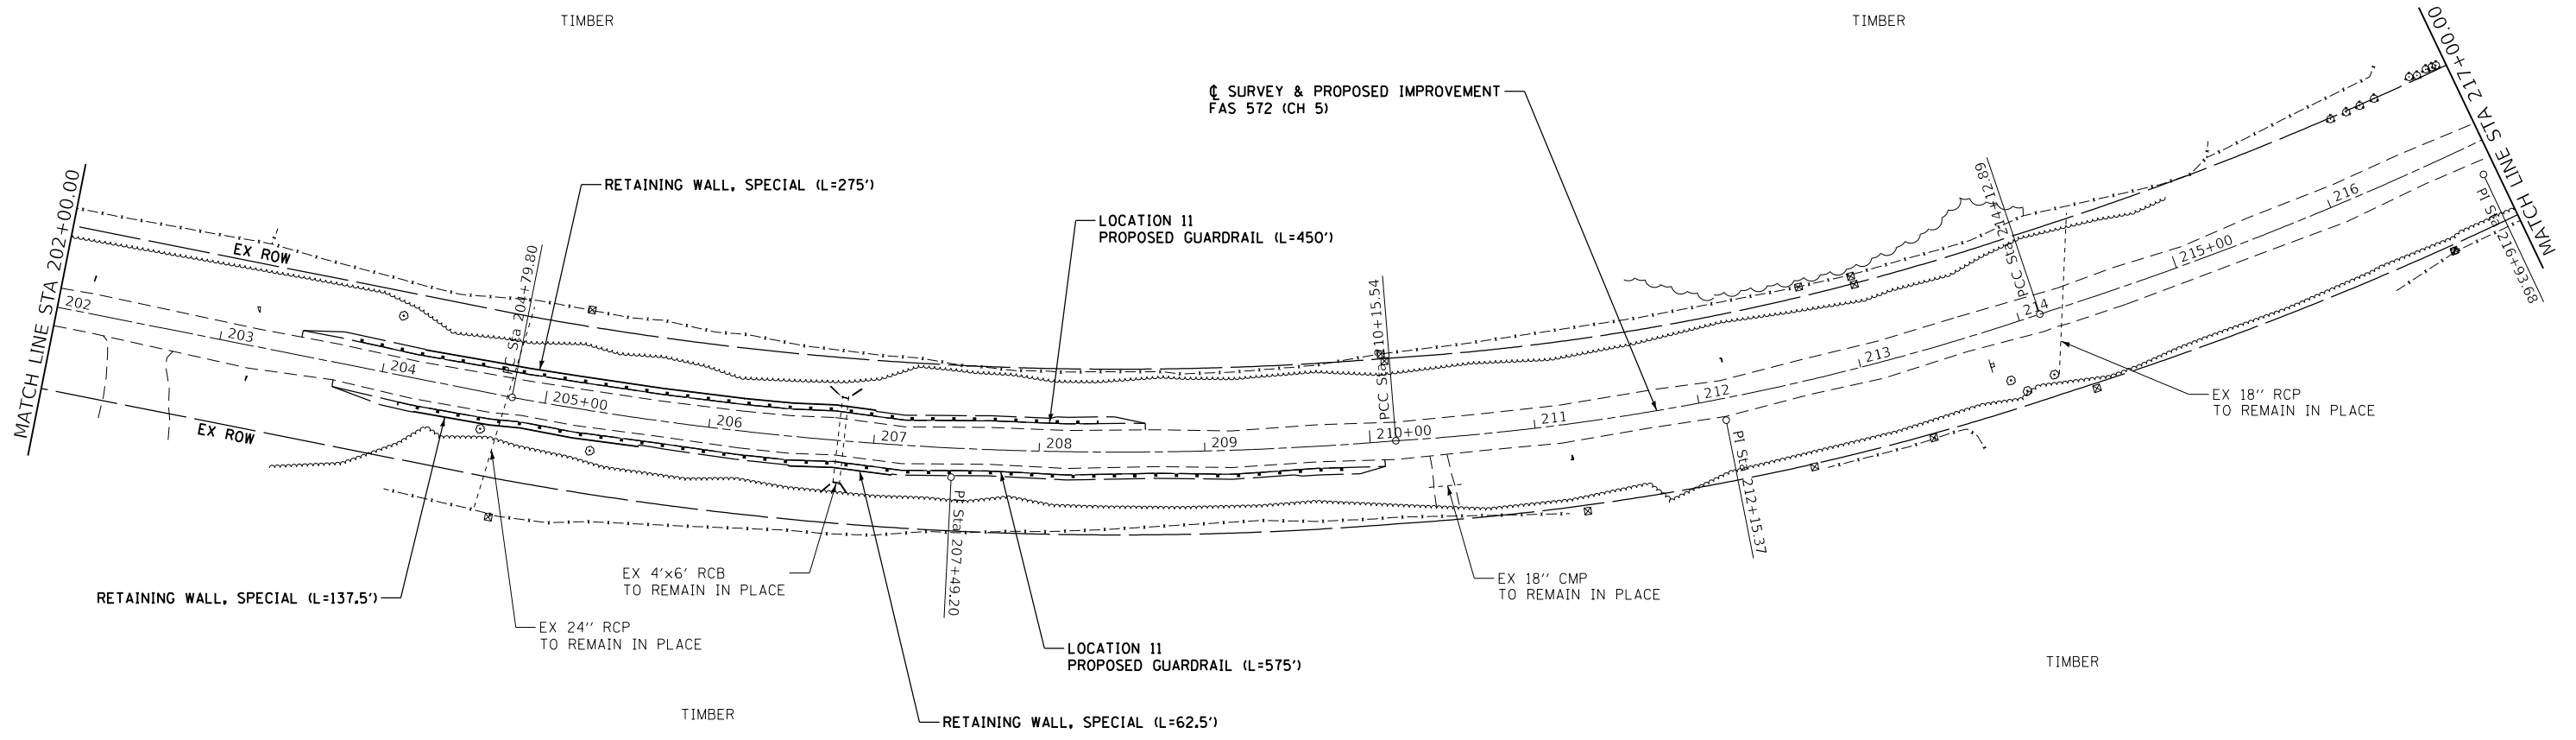 TIMBER
TIMBER
℄ SURVEY & PROPOSED IMPROVEMENT
FAS 572 (CH 5)
MATCH LINE STA 217+00.00
MATCH LINE STA 202+00.00
RETAINING WALL, SPECIAL (L=275')
LOCATION 11
PROPOSED GUARDRAIL (L=450')
EX ROW
PC Sta 204+79.80
PCC Sta 210+15.54
PCC Sta 214+12.89
PI Sta 216+93.68
202
203
204
205+00
206
207
208
209
210+00
211
212
213
214
215+00
216
EX ROW
PI Sta 207+49.20
PI Sta 212+15.37
EX 18'' RCP
TO REMAIN IN PLACE
EX 4'x6' RCB
TO REMAIN IN PLACE
EX 18'' CMP
TO REMAIN IN PLACE
RETAINING WALL, SPECIAL (L=137.5')
EX 24'' RCP
TO REMAIN IN PLACE
LOCATION 11
PROPOSED GUARDRAIL (L=575')
TIMBER
TIMBER
RETAINING WALL, SPECIAL (L=62.5')